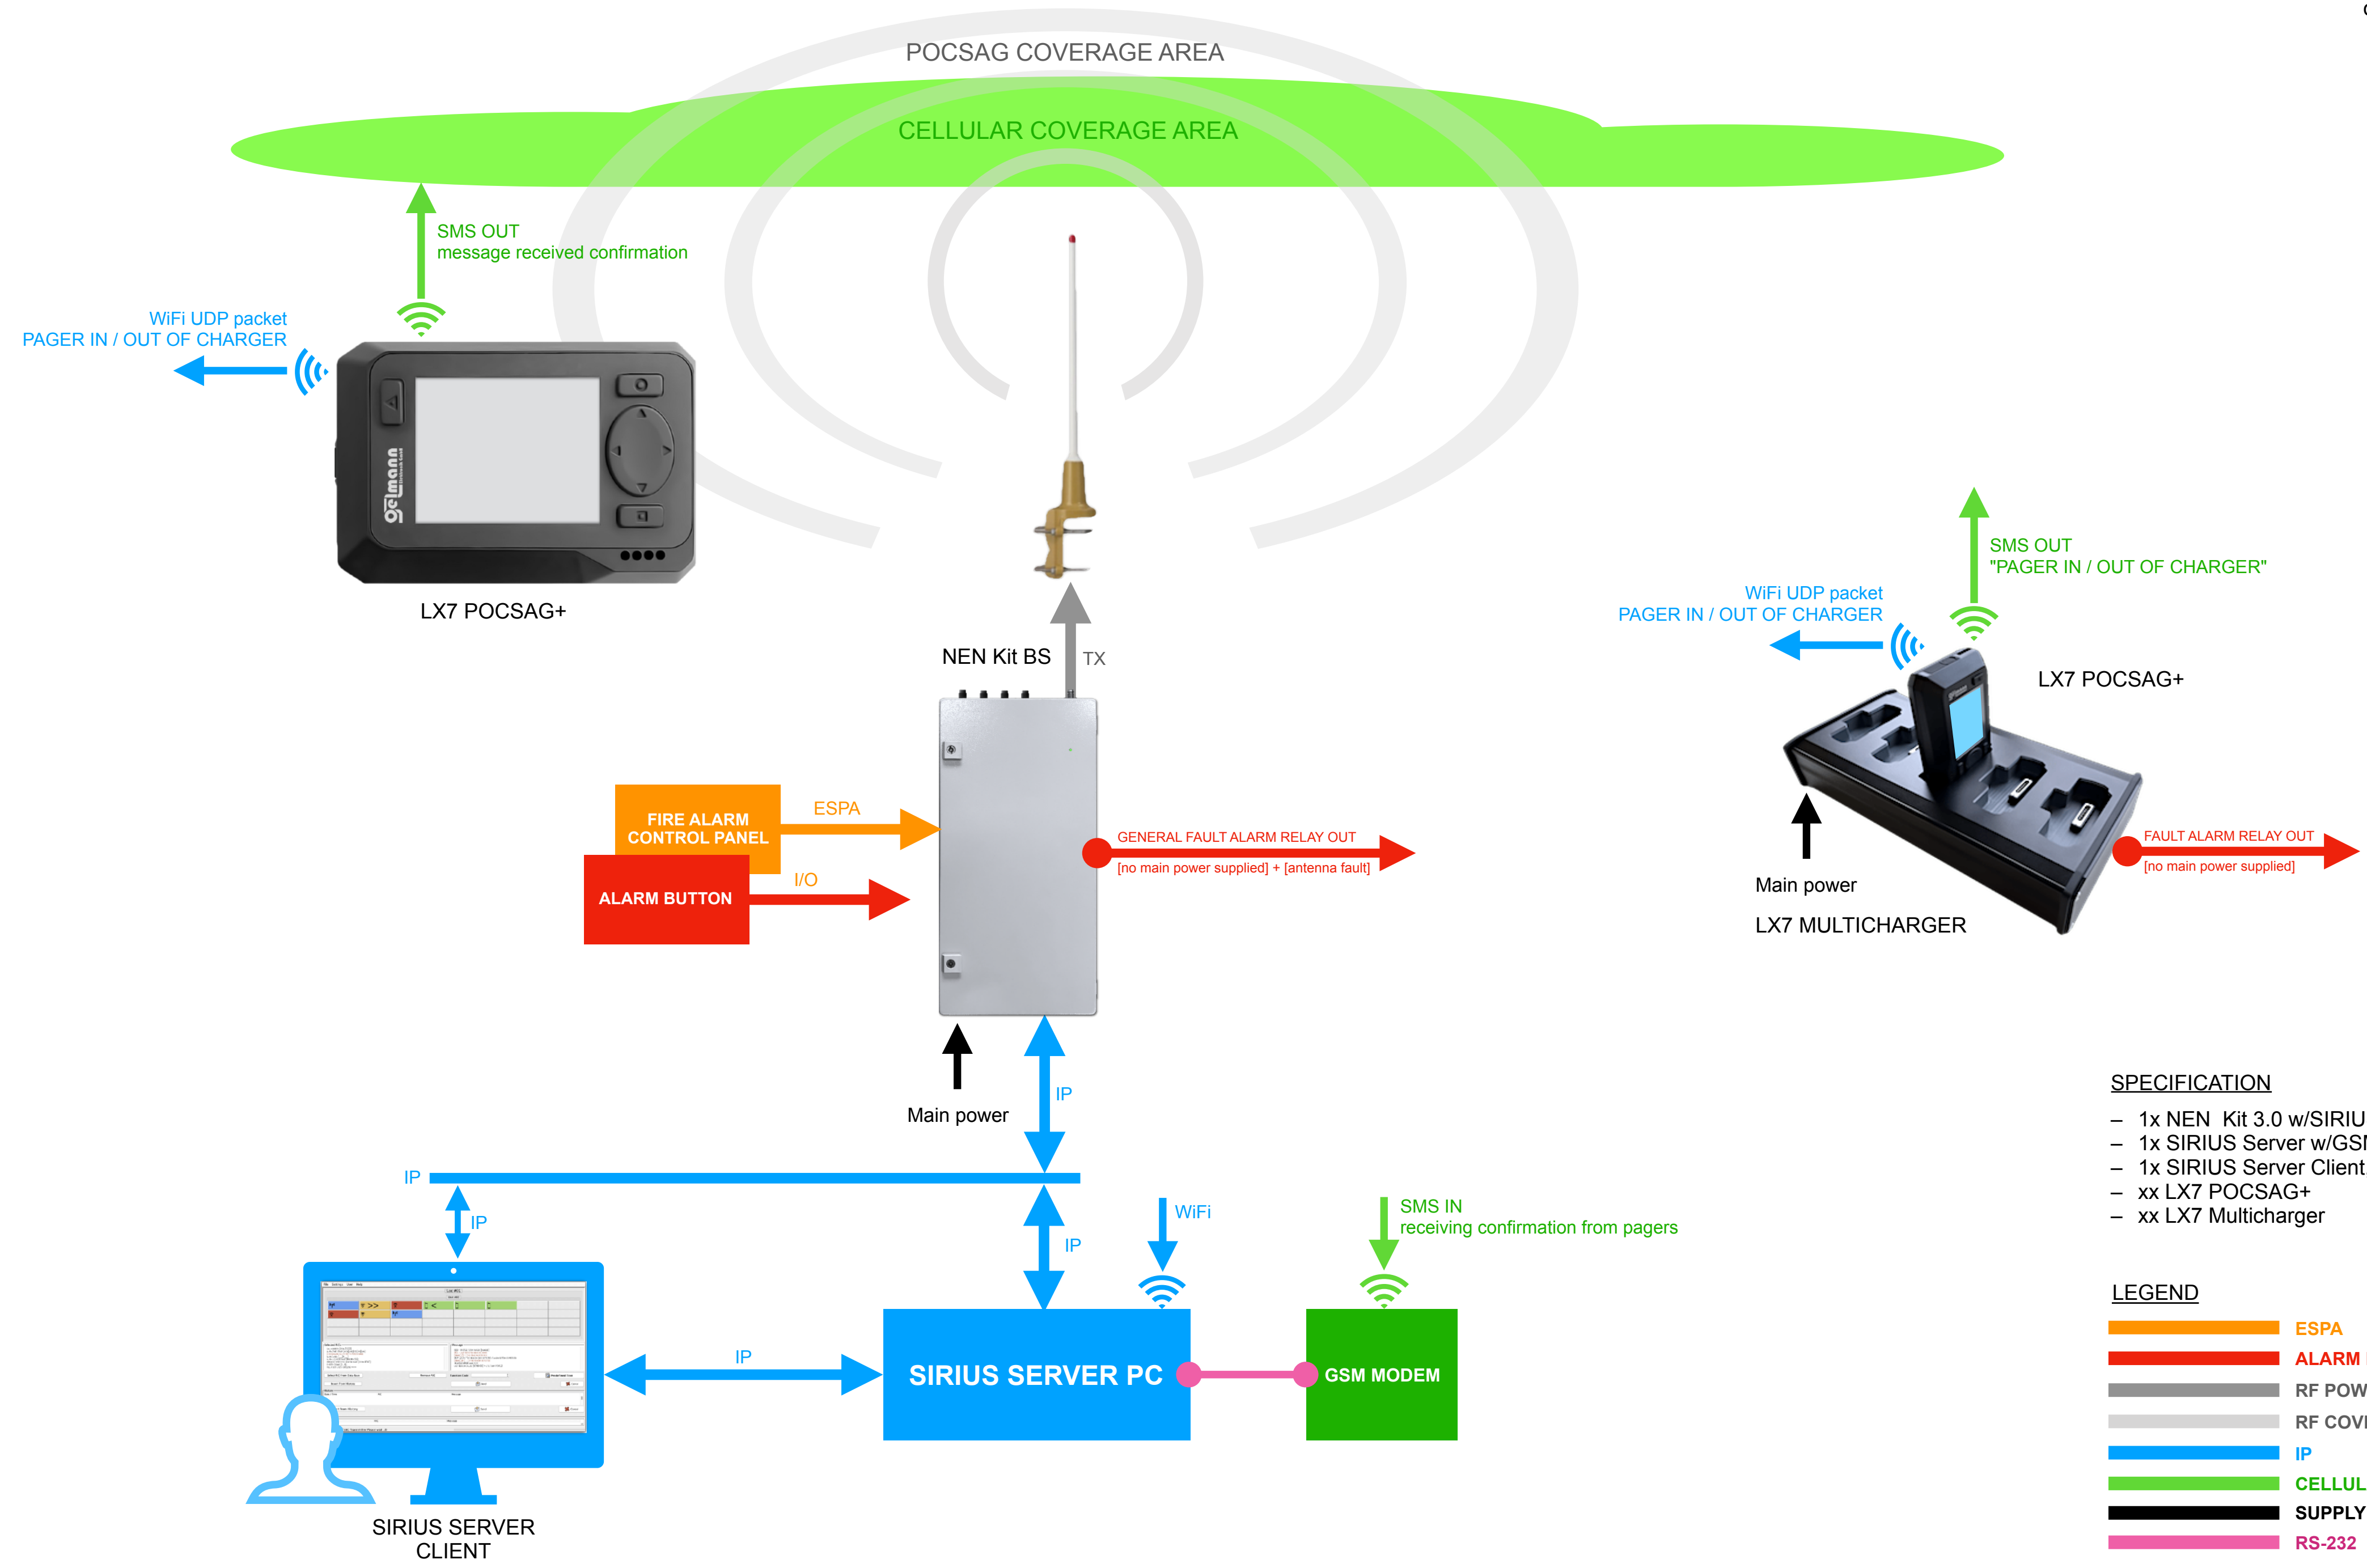 POCSAG COVERAGE AREA
CELLULAR COVERAGE AREA
SMS OUT
message received confirmation
WiFi UDP packet
PAGER IN / OUT OF CHARGER
gelmann
LX7 POCSAG+
SMS OUT
"PAGER IN / OUT OF CHARGER"
WiFi UDP packet
PAGER IN / OUT OF CHARGER
LX7 POCSAG+
NEN Kit BS
TX
FIRE ALARM
CONTROL PANEL
ESPA
ALARM BUTTON
I/O
GENERAL FAULT ALARM RELAY OUT
[no main power supplied] + [antenna fault]
FAULT ALARM RELAY OUT
[no main power supplied]
Main power
LX7 MULTICHARGER
Main power
IP
IP
IP
IP
WiFi
SMS IN
receiving confirmation from pagers
IP
SIRIUS SERVER PC
GSM MODEM
SIRIUS SERVER
CLIENT
SPECIFICATION
– 1x NEN Kit 3.0 w/SIRIU
– 1x SIRIUS Server w/GSM
– 1x SIRIUS Server Client
– xx LX7 POCSAG+
– xx LX7 Multicharger
LEGEND
ESPA
ALARM
RF POW
RF COV
IP
CELLUL
SUPPLY
RS-232